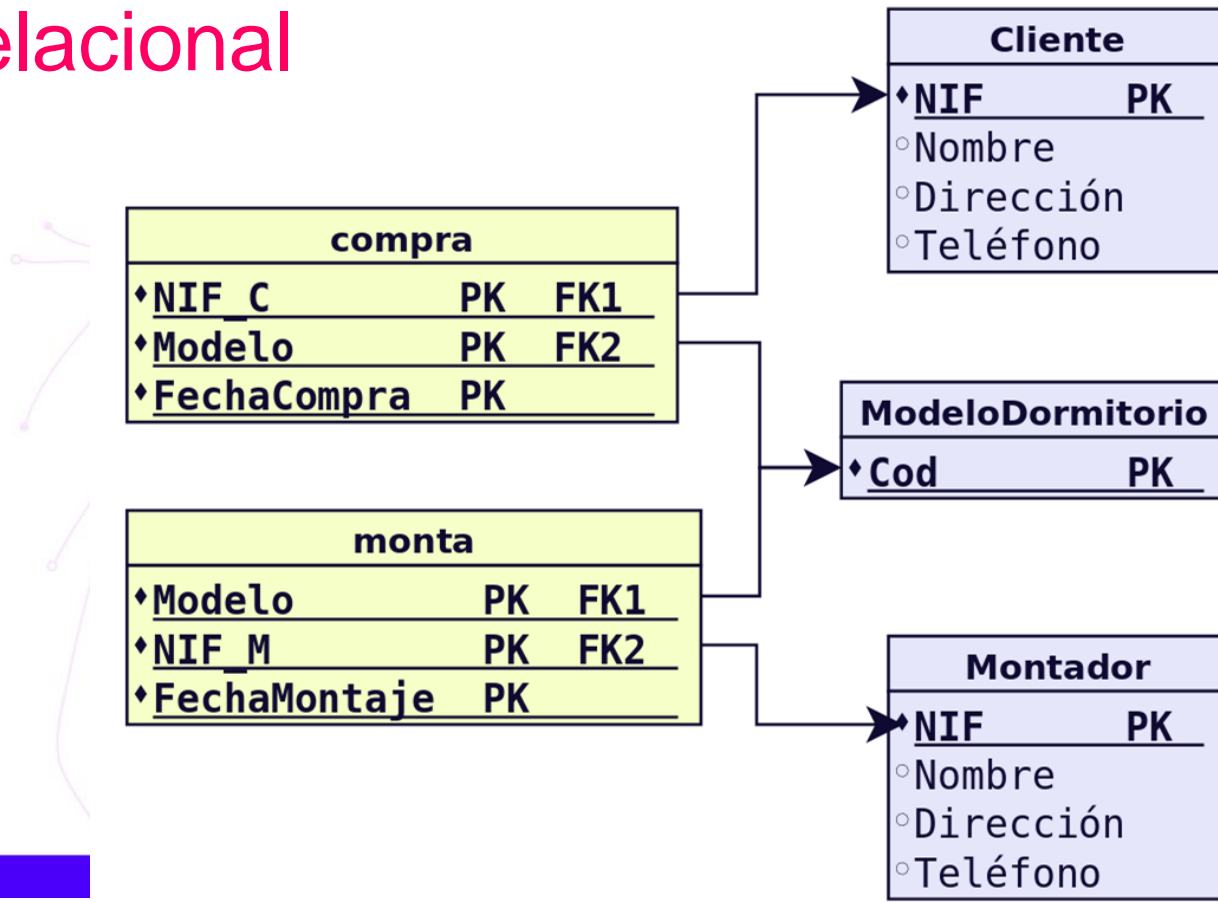 elacional
Cliente
NIF PK
Nombre
Dirección
Teléfono
compra
NIF_C PK FK1
Modelo PK FK2
FechaCompra PK
ModeloDormitorio
Cod PK
monta
Modelo PK FK1
NIF_M PK FK2
FechaMontaje PK
Montador
NIF PK
Nombre
Dirección
Teléfono